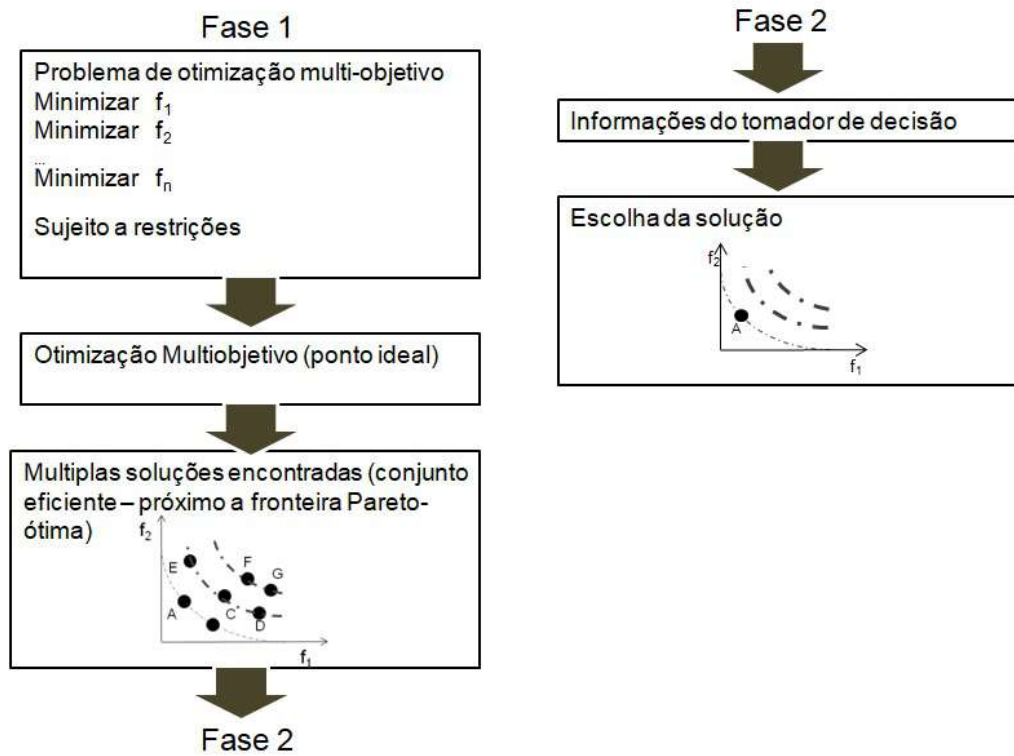 Fase 1
Problema de otimização multi-objetivo
Minimizar f₁
Minimizar f₂
...
Minimizar fₙ
Sujeito a restrições
Otimização Multiobjetivo (ponto ideal)
Multiplas soluções encontradas (conjunto
eficiente – próximo a fronteira Pareto-
ótima)
f₂
E
F
G
A
C
D
f₁
Fase 2
Fase 2
Informações do tomador de decisão
Escolha da solução
f₂
A
f₁